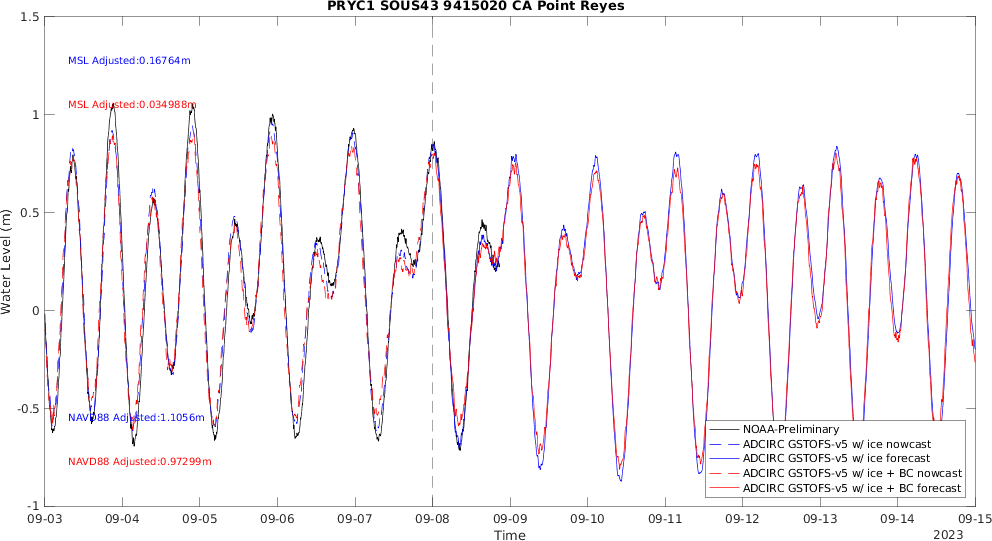 PRYC1 SOUS43 9415020 CA Point Reyes
1.5
1
0.5
0
-0.5
-1
Water Level (m)
MSL Adjusted:0.16764m
MSL Adjusted:0.034988m
NAVD88 Adjusted:1.1056m
NAVD88 Adjusted:0.97299m
NOAA-Preliminary
ADCIRC GSTOFS-v5 w/ ice nowcast
ADCIRC GSTOFS-v5 w/ ice forecast
ADCIRC GSTOFS-v5 w/ ice + BC nowcast
ADCIRC GSTOFS-v5 w/ ice + BC forecast
09-03 09-04 09-05 09-06 09-07 09-08 09-09 09-10 09-11 09-12 09-13 09-14 09-15
Time
2023